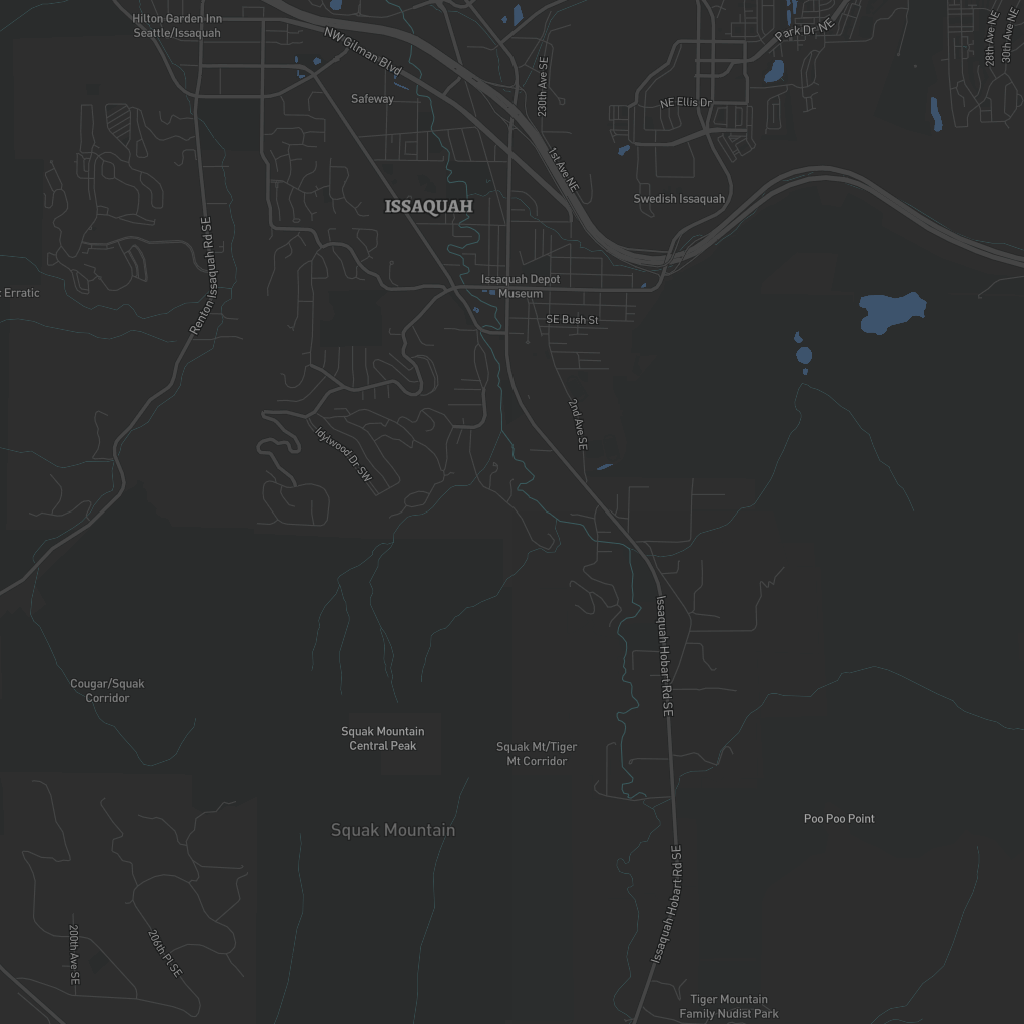 Hilton Garden Inn
Seattle/Issaquah
NW Gilman Blvd
Park Dr NE
28th Ave NE
30th Ave NE
230th Ave SE
Safeway
NE Ellis Dr
1st Ave NE
Swedish Issaquah
ISSAQUAH
Renton Issaquah Rd SE
Erratic
Issaquah Depot
Museum
SE Bush St
2nd Ave SE
Idylwood Dr SW
Issaquah Hobart Rd SE
Cougar/Squak
Corridor
Squak Mountain
Central Peak
Squak Mt/Tiger
Mt Corridor
Poo Poo Point
Squak Mountain
Issaquah Hobart Rd SE
200th Ave SE
206th Pl SE
Tiger Mountain
Family Nudist Park